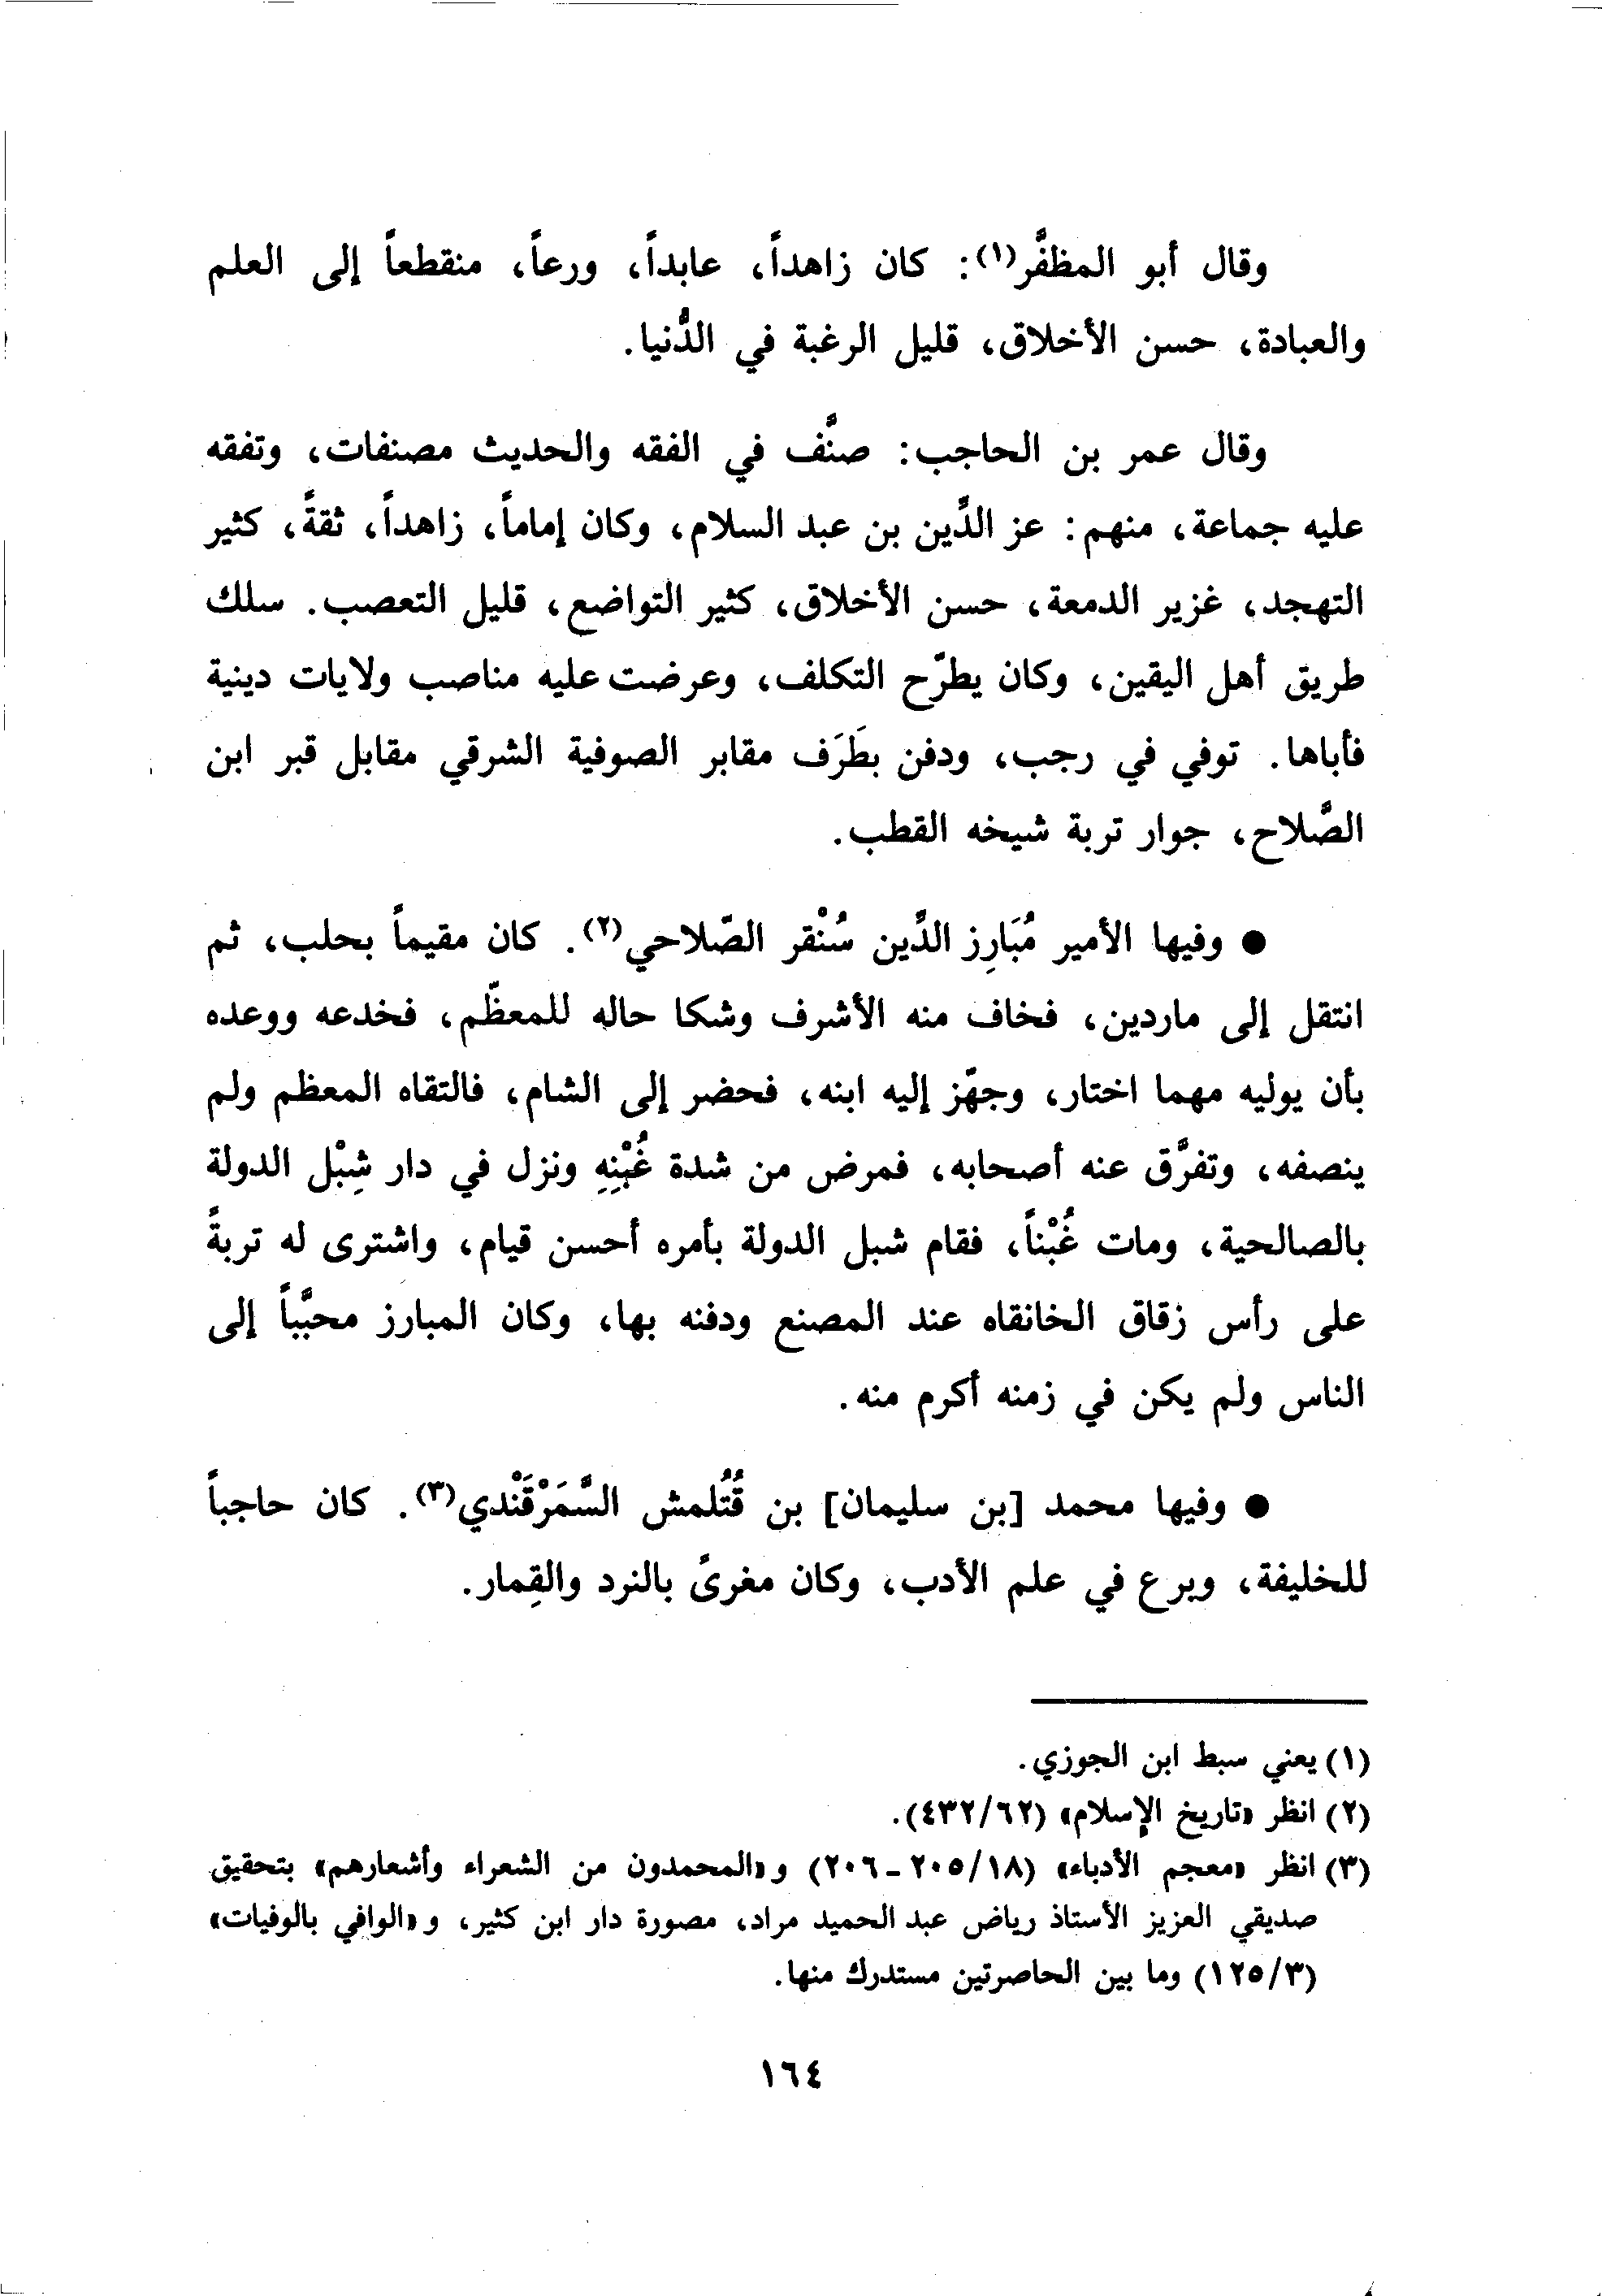 وقال أبو المظفَّر(١): كان زاهداً، عابداً، ورعاً، منقطعاً إلى العلم
والعبادة، حسن الأخلاق، قليل الرغبة في الدُّنيا.
وقال عمر بن الحاجب: صنَّف في الفقه والحديث مصنفات، وتفقه
عليه جماعة، منهم: عز الدِّين بن عبد السلام، وكان إماماً، زاهداً، ثقةً، كثير
التهجد، غزير الدمعة، حسن الأخلاق، كثير التواضع، قليل التعصب. سلك
طريق أهل اليقين، وكان يطرّح التكلف، وعرضت عليه مناصب ولايات دينية
فأباها. توفي في رجب، ودفن بطَرَف مقابر الصوفية الشرقي مقابل قبر ابن
الصَّلاح، جوار تربة شيخه القطب.
● وفيها الأمير مُبَارِز الدِّين سُنْقر الصّلاحي(٢). كان مقيماً بحلب، ثم
انتقل إلى ماردين، فخاف منه الأشرف وشكا حاله للمعظّم، فخدعه ووعده
بأن يوليه مهما اختار، وجهّز إليه ابنه، فحضر إلى الشام، فالتقاه المعظم ولم
ينصفه، وتفرَّق عنه أصحابه، فمرض من شدة غُبْنِهِ ونزل في دار شِبْل الدولة
بالصالحية، ومات غُبْناً، فقام شبل الدولة بأمره أحسن قيام، واشترى له تربةً
على رأس زقاق الخانقاه عند المصنع ودفنه بها، وكان المبارز محبَّباً إلى
الناس ولم يكن في زمنه أكرم منه.
● وفيها محمد [بن سليمان] بن قُتُلمش السَّمَرْقَنْدي(٣). كان حاجباً
للخليفة، وبرع في علم الأدب، وكان مغرىً بالنرد والقِمار.
(١) يعني سبط ابن الجوزي.
(٢) انظر «تاريخ الإسلام» (٤٣٢/٦٢).
(٣) انظر «معجم الأدباء» (٢٠٥/١٨ - ٢٠٦) و«المحمدون من الشعراء وأشعارهم» بتحقيق
صديقي العزيز الأستاذ رياض عبد الحميد مراد، مصورة دار ابن كثير، و«الوافي بالوفيات»
(١٢٥/٣) وما بين الحاصرتين مستدرك منها.
١٦٤